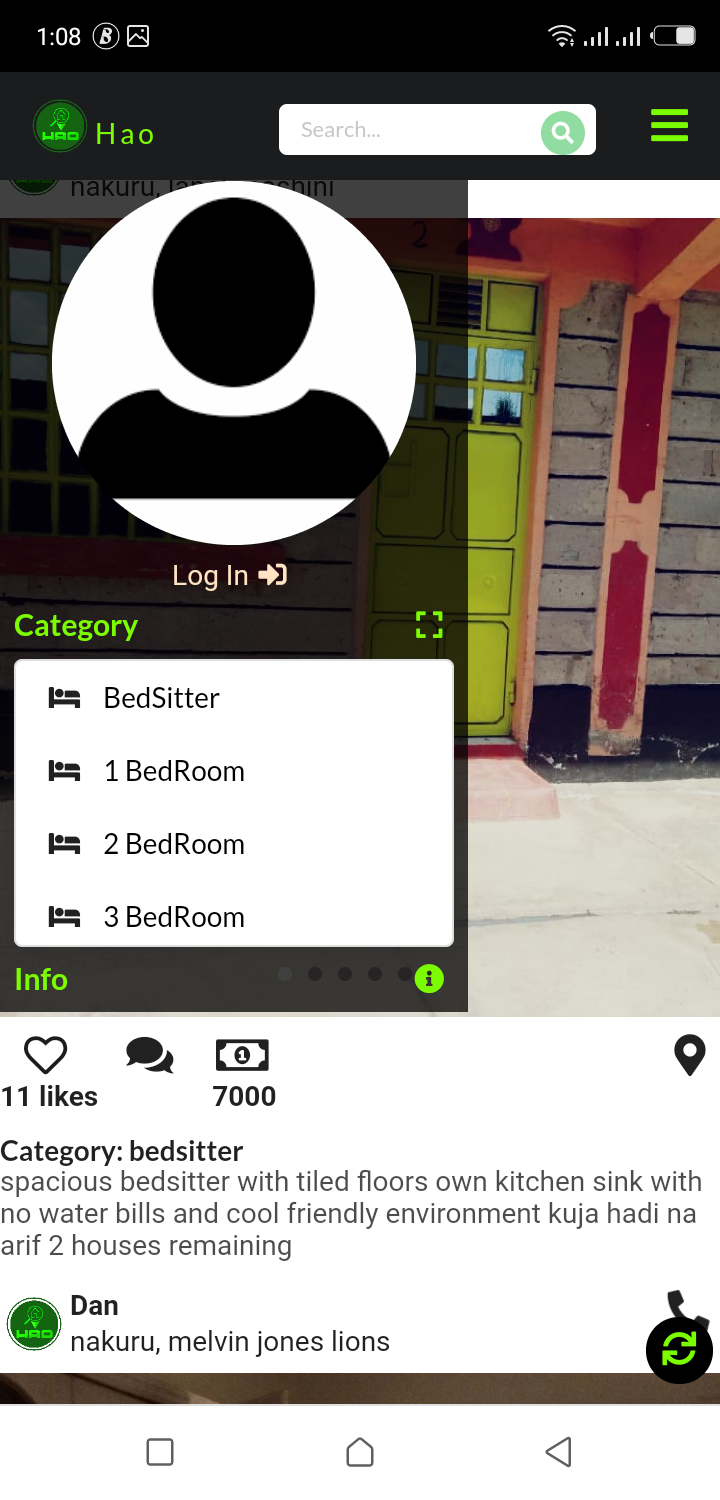 1:08
HAO
Hao
Search...
nakuru,
2
Log In
Category
BedSitter
1 BedRoom
2 BedRoom
3 BedRoom
Info
11 likes
7000
Category: bedsitter
spacious bedsitter with tiled floors own kitchen sink with
no water bills and cool friendly environment kuja hadi na
arif 2 houses remaining
HAO
Dan
nakuru, melvin jones lions